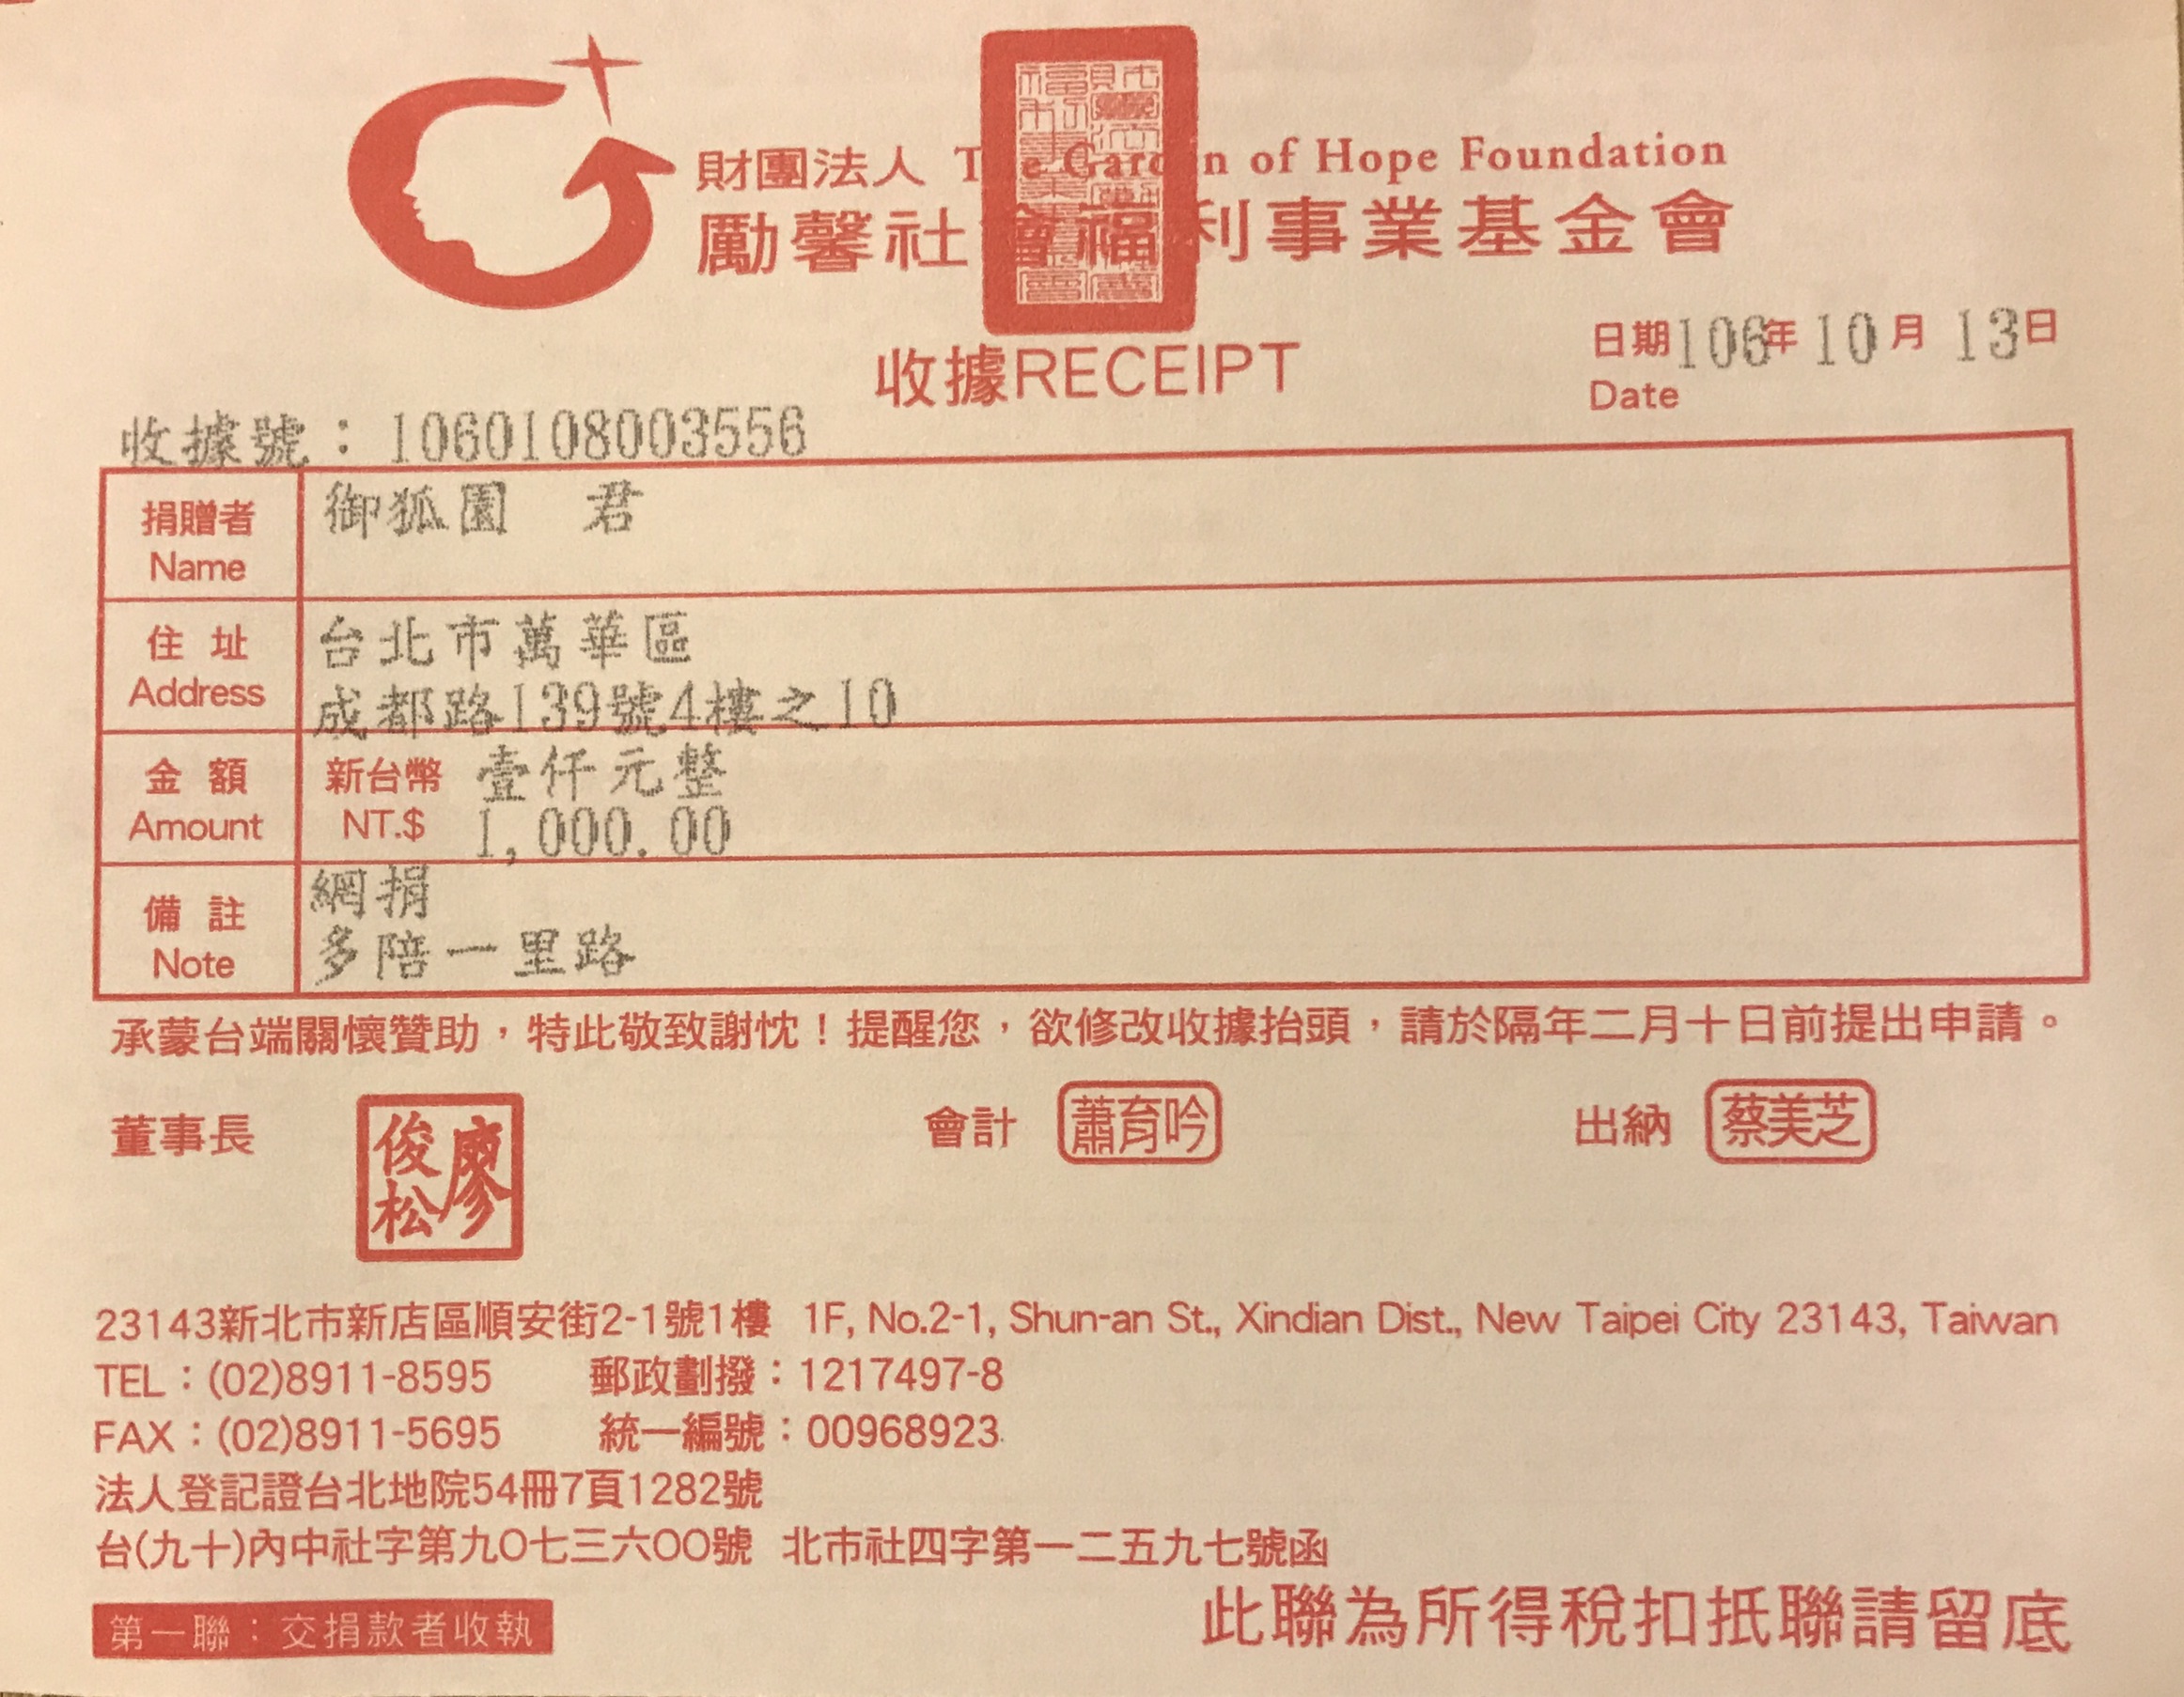 財團法人 The Garden of Hope Foundation
勵馨社會福利事業基金會
收據RECEIPT
日期106年10月13日
Date
收據號：1060108003556
捐贈者 御狐園 君
Name
住址 台北市萬華區
Address 成都路139號4樓之10
金額 新台幣 壹仟元整
Amount NT.$ 1,000.00
備註 網捐
Note 多陪一里路
承蒙台端關懷贊助，特此敬致謝忱！提醒您，欲修改收據抬頭，請於隔年二月十日前提出申請。
董事長 廖俊松 會計 蕭育吟 出納 蔡美芝
23143新北市新店區順安街2-1號1樓 1F, No.2-1, Shun-an St., Xindian Dist., New Taipei City 23143, Taiwan
TEL：(02)8911-8595 郵政劃撥：1217497-8
FAX：(02)8911-5695 統一編號：00968923
法人登記證台北地院54冊7頁1282號
台(九十)內中社字第九〇七三六〇〇號 北市社四字第一二五九七號函
第一聯：交捐款者收執
此聯為所得稅扣抵聯請留底